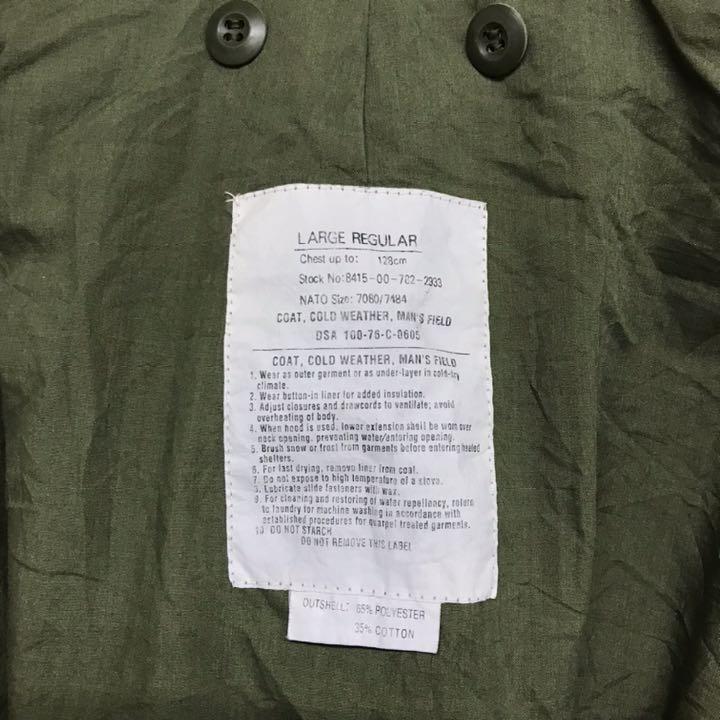 LARGE REGULAR
Chest up to: 128cm
Stock No:8415-00-782-2933
NATO Size: 7080/7484
COAT, COLD WEATHER, MAN'S FIELD
DSA 100-76-C-0605
COAT, COLD WEATHER, MAN'S FIELD
1. Wear as outer garment or as under-layer in cold-dry
climate.
2. Wear button-in liner for added insulation.
3. Adjust closures and drawcords to ventilate; avoid
overheating of body.
4. When hood is used, lower extension shell be worn over
neck opening, preventing water/entering opening.
5. Brush snow or frost from garments before entering heated
shelters.
6. For fast drying, remove liner from coat.
7. Do not expose to high temperature of a stove.
8. Lubricate slide fasteners with wax.
9. For cleaning and restoring of water repellency, return
to laundry for machine washing in accordance with
established procedures for quarpel treated garments.
10 DO NOT STARCH
DO NOT REMOVE THIS LABEL
OUTSHELL: 65% POLYESTER
35% COTTON